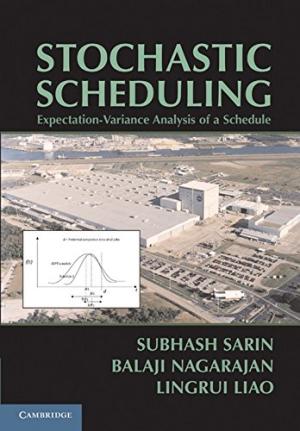 STOCHASTIC
SCHEDULING
Expectation-Variance Analysis of a Schedule
SUBHASH SARIN
BALAJI NAGARAJAN
LINGRUI LIAO
CAMBRIDGE